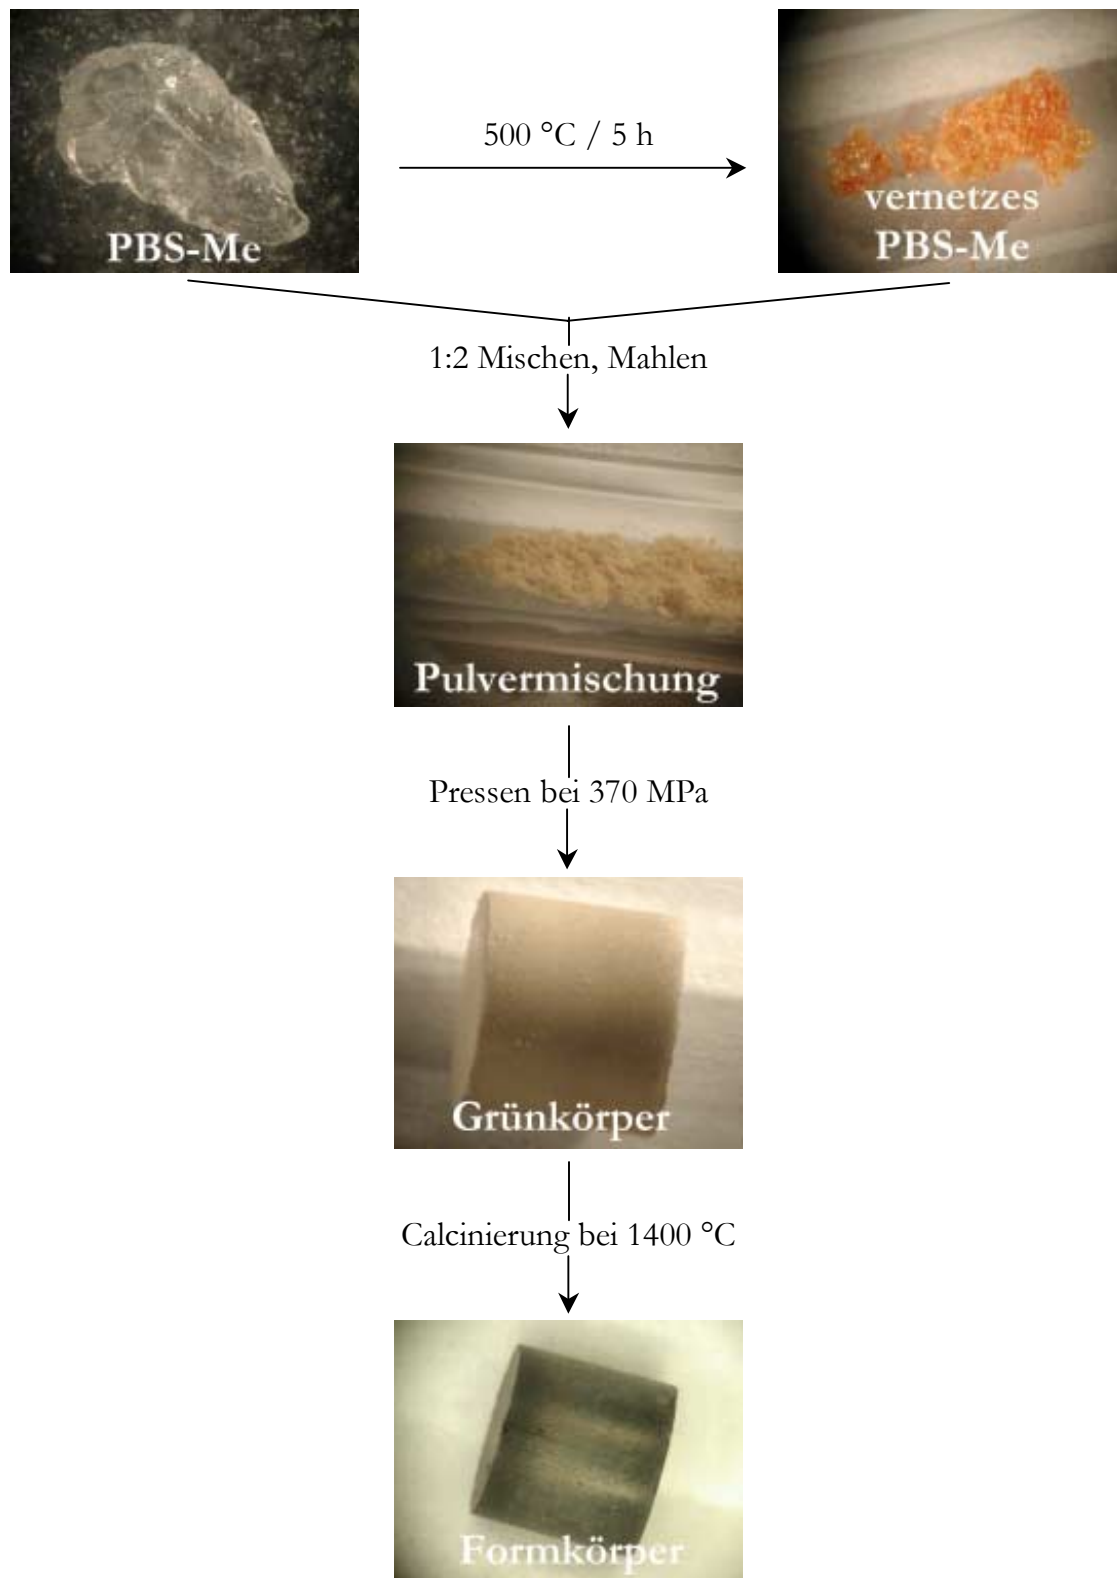 500 °C / 5 h
PBS-Me
vernetzes
PBS-Me
1:2 Mischen, Mahlen
Pulvermischung
Pressen bei 370 MPa
Grünkörper
Calcinierung bei 1400 °C
Formkörper